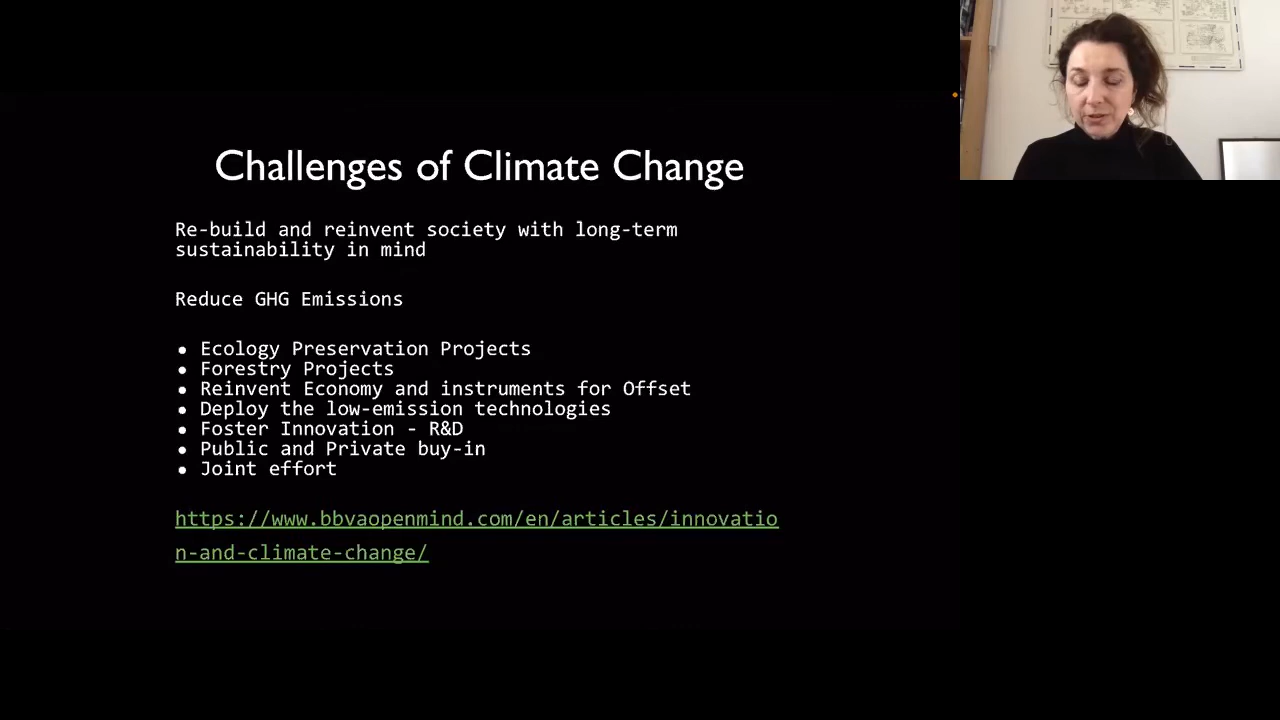 Challenges of Climate Change
Re-build and reinvent society with long-term
sustainability in mind
Reduce GHG Emissions
● Ecology Preservation Projects
● Forestry Projects
● Reinvent Economy and instruments for Offset
● Deploy the low-emission technologies
● Foster Innovation - R&D
● Public and Private buy-in
● Joint effort
https://www.bbvaopenmind.com/en/articles/innovatio
n-and-climate-change/